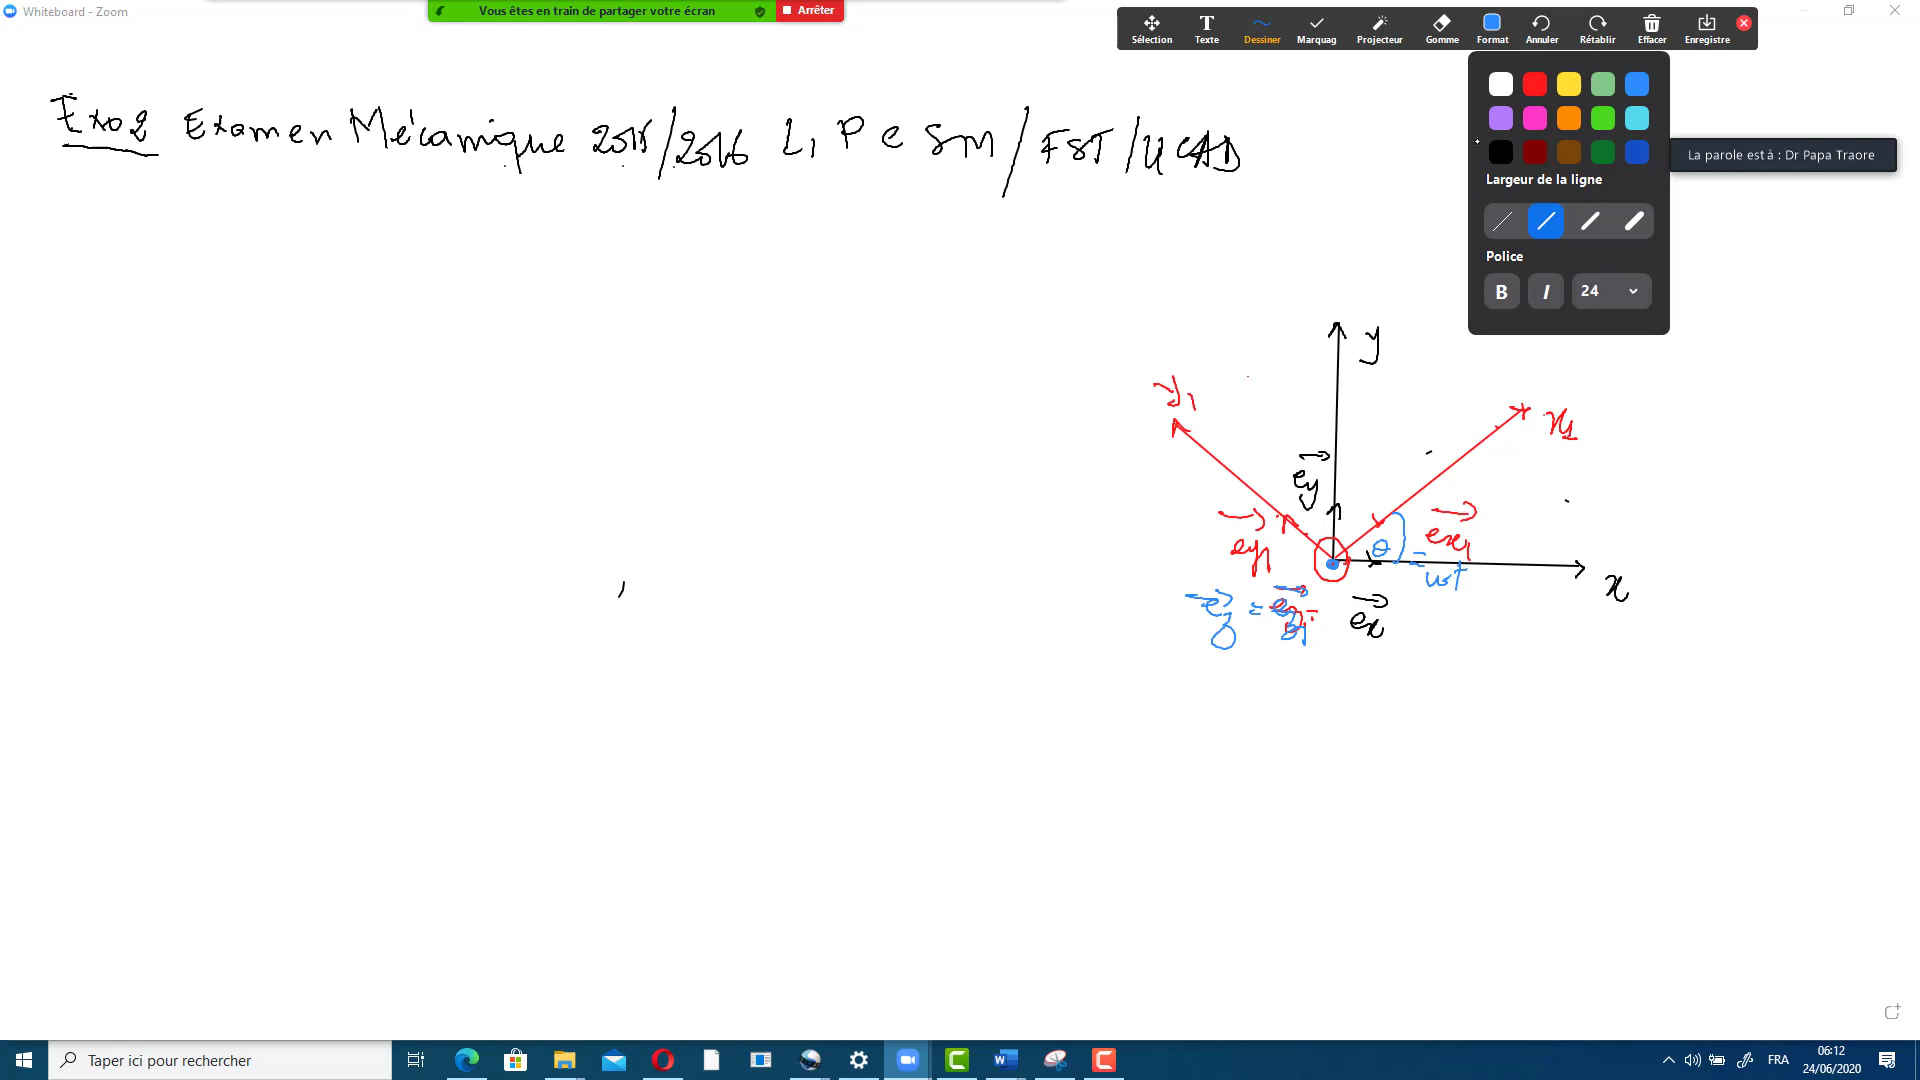 Whiteboard - Zoom
Vous êtes en train de partager votre écran
Arrêter
Sélection Texte Dessiner Marquag Projecteur Gomme Format Annuler Rétablir Effacer Enregistre
Exo2 Examen Mécanique 2015/2016 L1 PC SM/FST/UCAD
La parole est à : Dr Papa Traore
Largeur de la ligne
Police
B I 24
y
y1
x1
ey
ey1
θ = wt
ex1
x
ez = ez1
ex
Taper ici pour rechercher
FRA
06:12
24/06/2020